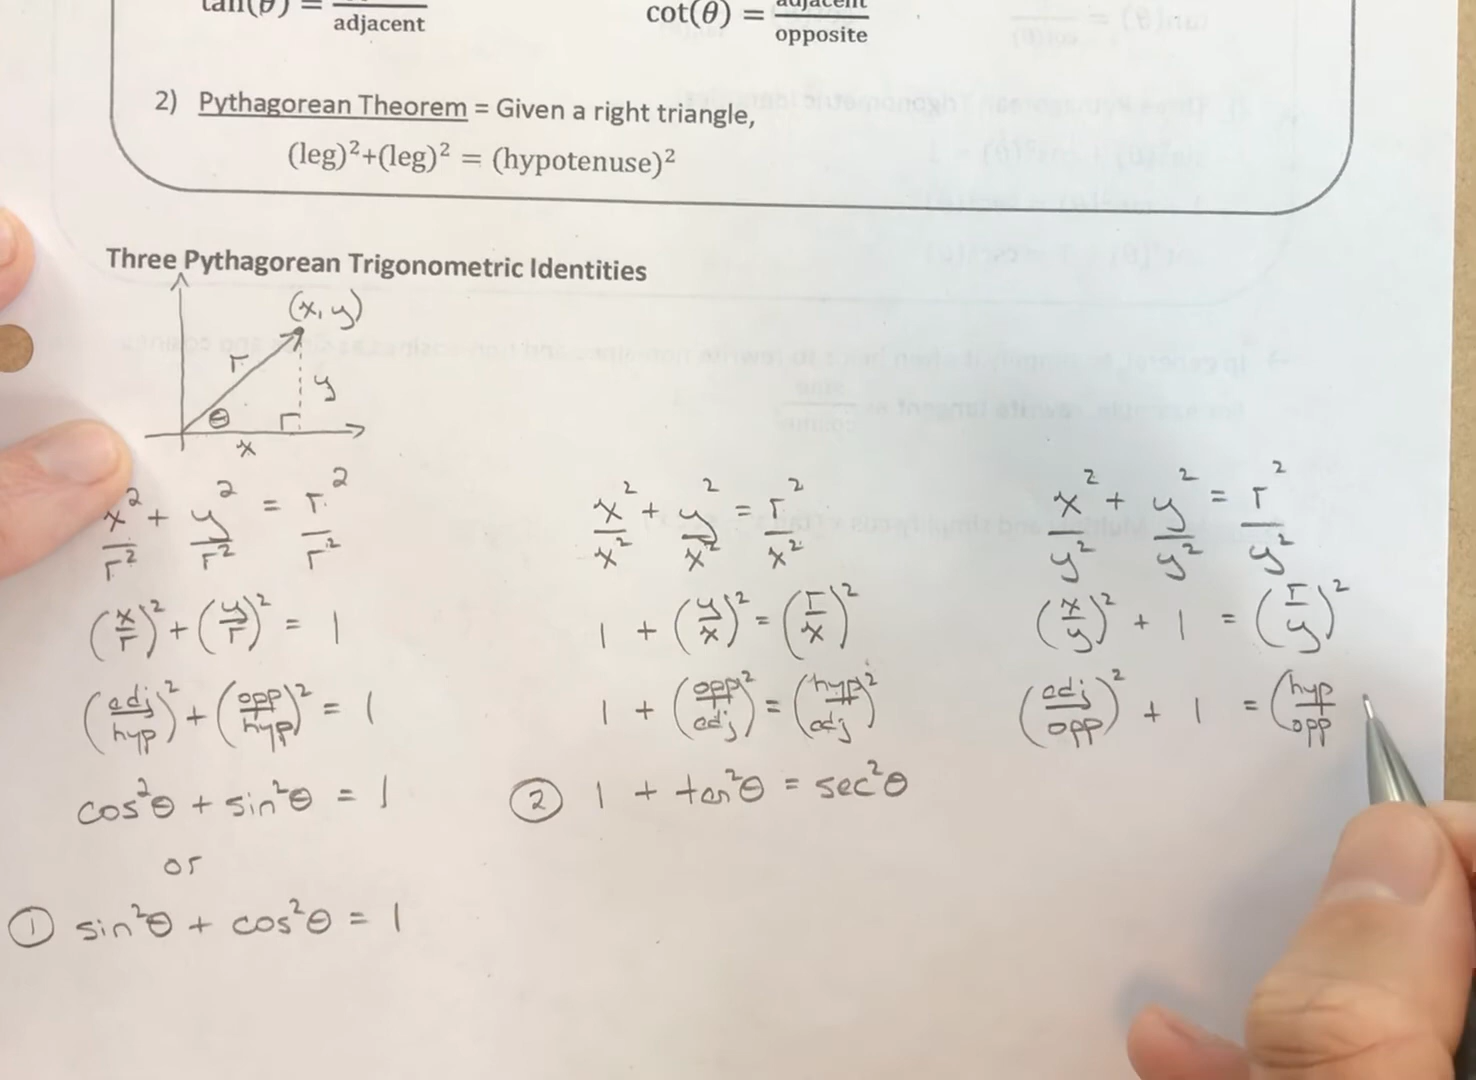 tan(θ) = adjacent
cot(θ) = adjacent/opposite
2) Pythagorean Theorem = Given a right triangle,
(leg)²+(leg)² = (hypotenuse)²
Three Pythagorean Trigonometric Identities
(x, y)
r
y
θ
x
x²/r² + y²/r² = r²/r²
(x/r)² + (y/r)² = 1
(adj/hyp)² + (opp/hyp)² = 1
cos²θ + sin²θ = 1
or
① sin²θ + cos²θ = 1
x²/x² + y²/x² = r²/x²
1 + (y/x)² = (r/x)²
1 + (opp/adj)² = (hyp/adj)²
② 1 + tan²θ = sec²θ
x²/y² + y²/y² = r²/y²
(x/y)² + 1 = (r/y)²
(adj/opp)² + 1 = (hyp/opp